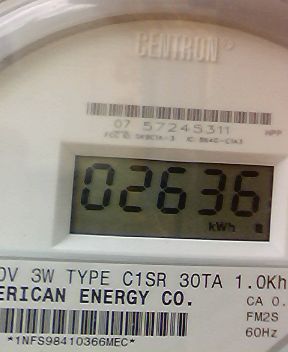 CENTRON®
07 57245311
HPP
02636
kWh
0V 3W TYPE C1SR 30TA 1.0Kh
ERICAN ENERGY CO.
CA 0.
FM2S
60Hz
*1NFS98410366MEC*